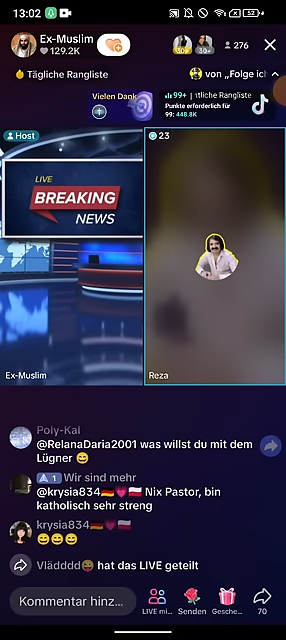 13:02
Ex-Muslim
129.2K
276
Tägliche Rangliste
von „Folge ich
Vielen Dank
99+ | :tliche Rangliste
Punkte erforderlich für
99: 448.8K
Host
23
LIVE
BREAKING
NEWS
Ex-Muslim
Reza
Poly-Kal
@RelanaDaria2001 was willst du mit dem
Lügner 😄
1 Wir sind mehr
@krysia834🇩🇪💗🇵🇱 Nix Pastor, bin
katholisch sehr streng
krysia834🇩🇪💗🇵🇱
😄😄😄
Vlädddd😜 hat das LIVE geteilt
Kommentar hinz...
LIVE mi...
Senden
Gesche...
70